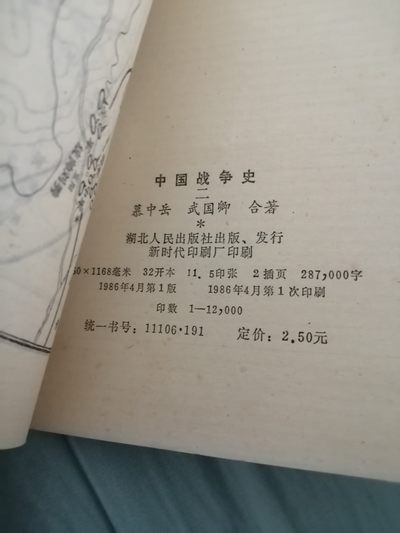 中国战争史
二
慕中岳 武国卿 合著
*
湖北人民出版社出版、发行
新时代印刷厂印刷
0×1168毫米 32开本 11.5印张 2插页 287,000字
1986年4月第1版 1986年4月第1次印刷
印数 1—12,000
统一书号：11106·191 定价：2.50元